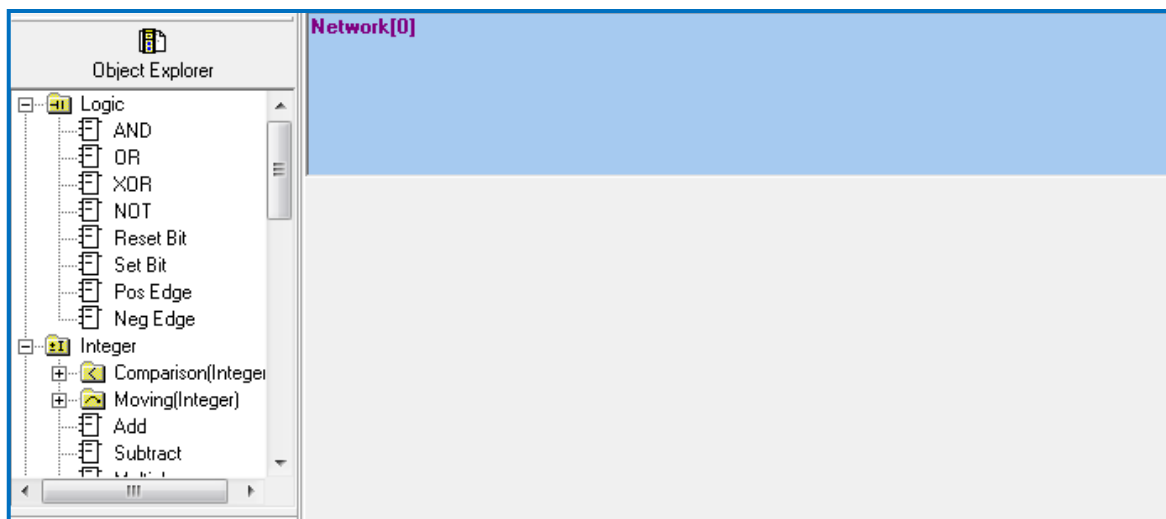 Object Explorer
Network[0]
Logic
AND
OR
XOR
NOT
Reset Bit
Set Bit
Pos Edge
Neg Edge
Integer
Comparison(Integer
Moving(Integer)
Add
Subtract